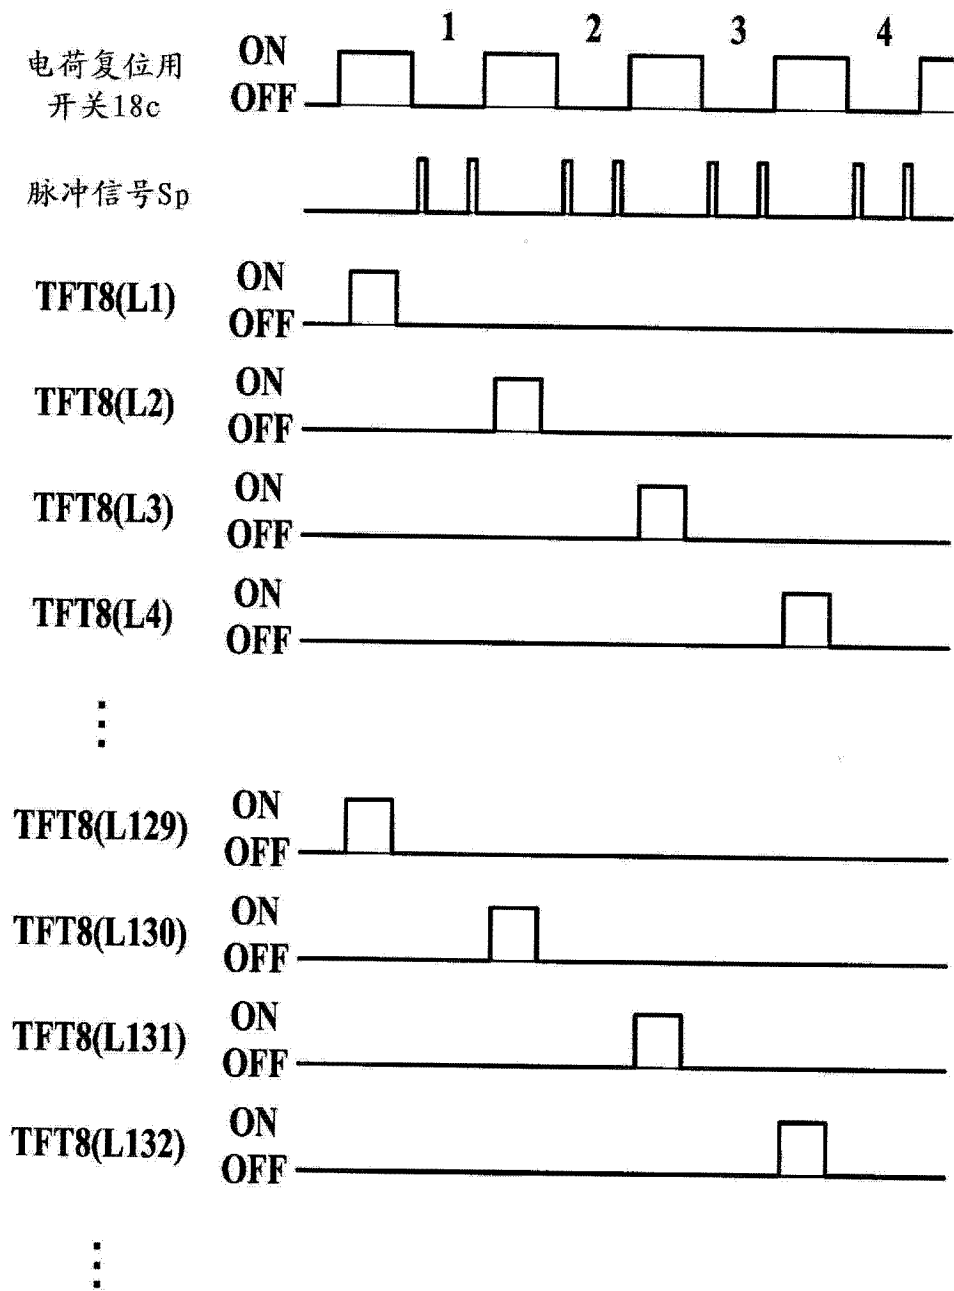 1 2 3 4
电荷复位用
开关18c
ON
OFF
脉冲信号Sp
TFT8(L1)
ON
OFF
TFT8(L2)
ON
OFF
TFT8(L3)
ON
OFF
TFT8(L4)
ON
OFF
TFT8(L129)
ON
OFF
TFT8(L130)
ON
OFF
TFT8(L131)
ON
OFF
TFT8(L132)
ON
OFF